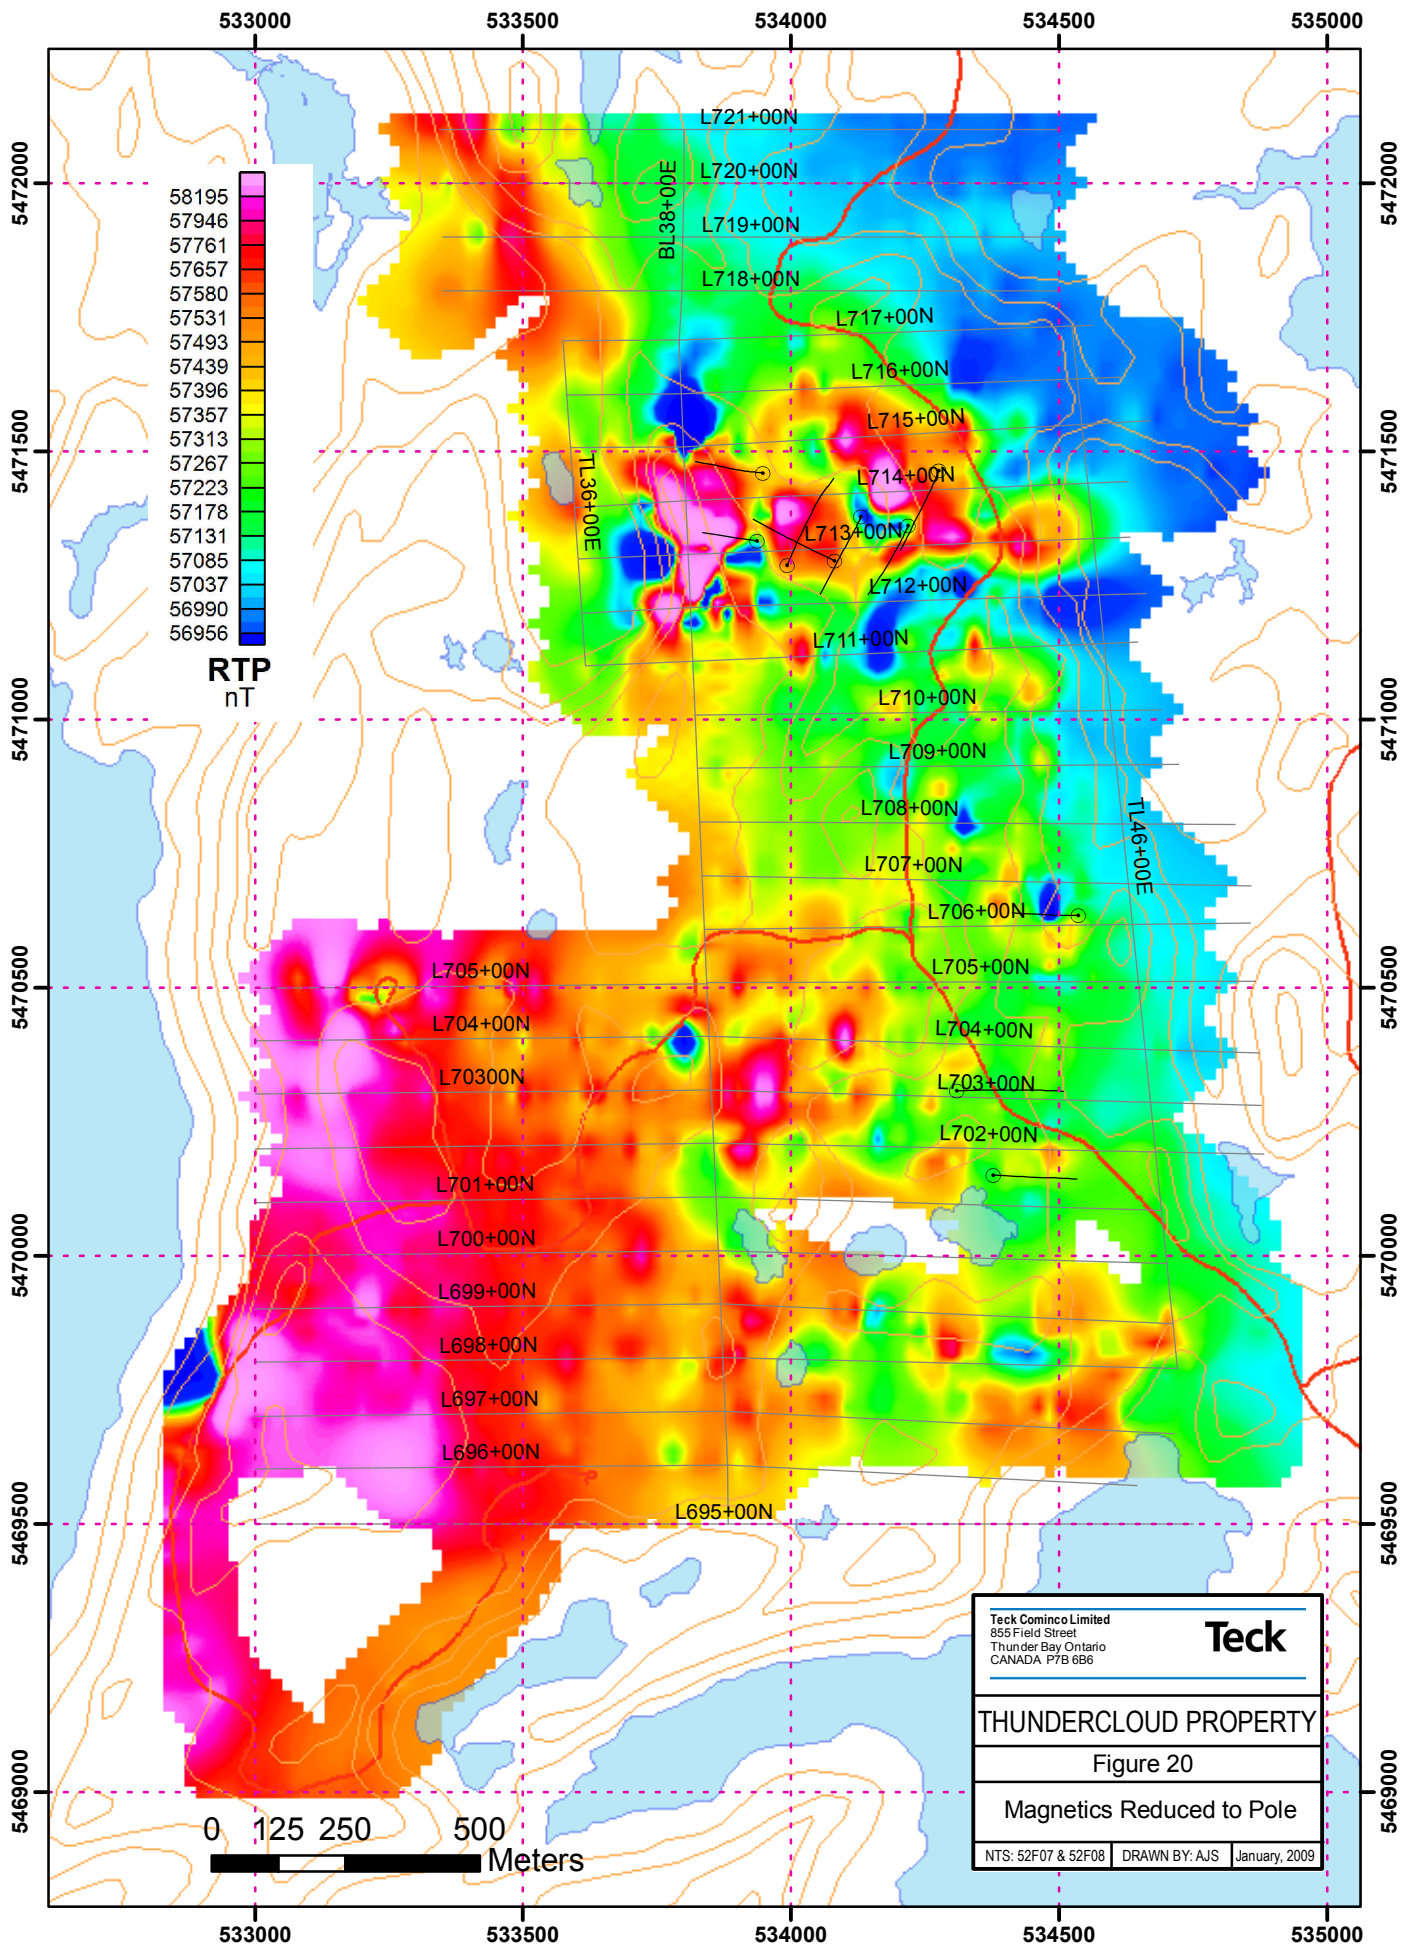 533000 533500 534000 534500 535000
5472000
5471500
5471000
5470500
5470000
5469500
5469000
58195
57946
57761
57657
57580
57531
57493
57439
57396
57357
57313
57267
57223
57178
57131
57085
57037
56990
56956
RTP
nT
L721+00N
L720+00N
L719+00N
L718+00N
L717+00N
L716+00N
L715+00N
L714+00N
L713+00N
L712+00N
L711+00N
L710+00N
L709+00N
L708+00N
L707+00N
L706+00N
L705+00N
L704+00N
L703+00N
L702+00N
BL38+00E
TL36+00E
TL46+00E
L705+00N
L704+00N
L70300N
L701+00N
L700+00N
L699+00N
L698+00N
L697+00N
L696+00N
L695+00N
5472000
5471500
5471000
5470500
5470000
5469500
5469000
0 125 250 500
Meters
Teck Cominco Limited
855 Field Street
Thunder Bay Ontario
CANADA P7B 6B6
Teck
THUNDERCLOUD PROPERTY
Figure 20
Magnetics Reduced to Pole
NTS: 52F07 & 52F08 DRAWN BY: AJS January, 2009
533000 533500 534000 534500 535000